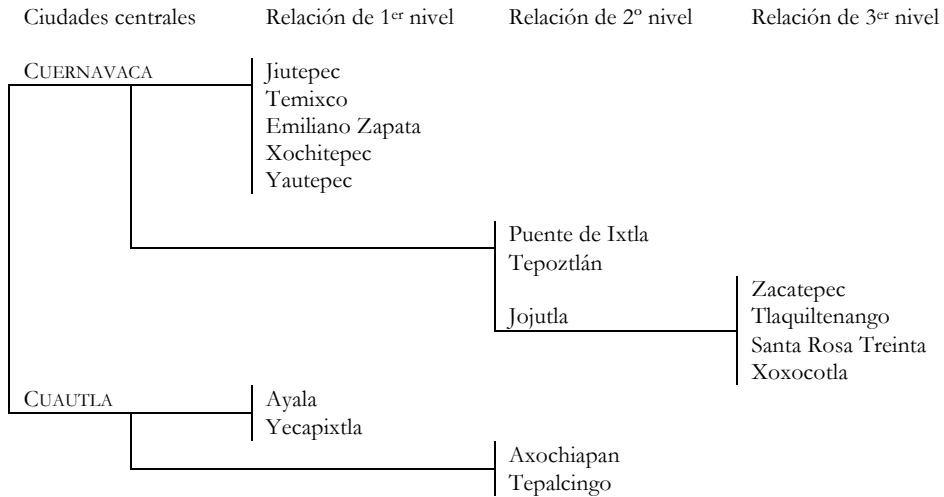 Ciudades centrales Relación de 1er nivel Relación de 2º nivel Relación de 3er nivel
CUERNAVACA Jiutepec
Temixco
Emiliano Zapata
Xochitepec
Yautepec
Puente de Ixtla
Tepoztlán
Zacatepec
Jojutla Tlaquiltenango
Santa Rosa Treinta
Xoxocotla
CUAUTLA Ayala
Yecapixtla
Axochiapan
Tepalcingo